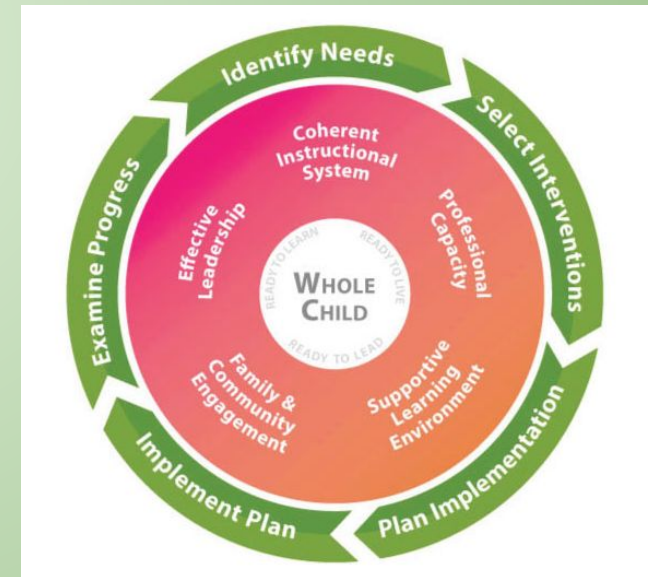 Identify Needs
Select Interventions
Plan Implementation
Implement Plan
Examine Progress
Coherent
Instructional
System
Professional
Capacity
Supportive
Learning
Environment
Family &
Community
Engagement
Effective
Leadership
READY TO LEARN
READY TO LIVE
READY TO LEAD
WHOLE
CHILD